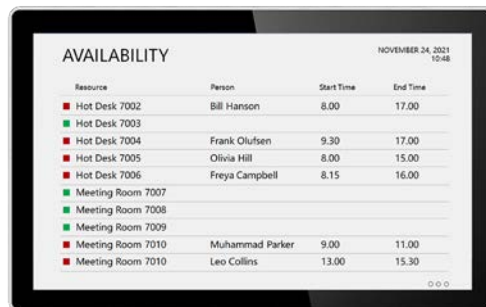 AVAILABILITY
NOVEMBER 24, 2021
10:48
Resource Person Start Time End Time
Hot Desk 7002 Bill Hanson 8.00 17.00
Hot Desk 7003
Hot Desk 7004 Frank Olufsen 9.30 17.00
Hot Desk 7005 Olivia Hill 8.00 15.00
Hot Desk 7006 Freya Campbell 8.15 16.00
Meeting Room 7007
Meeting Room 7008
Meeting Room 7009
Meeting Room 7010 Muhammad Parker 9.00 11.00
Meeting Room 7010 Leo Collins 13.00 15.30